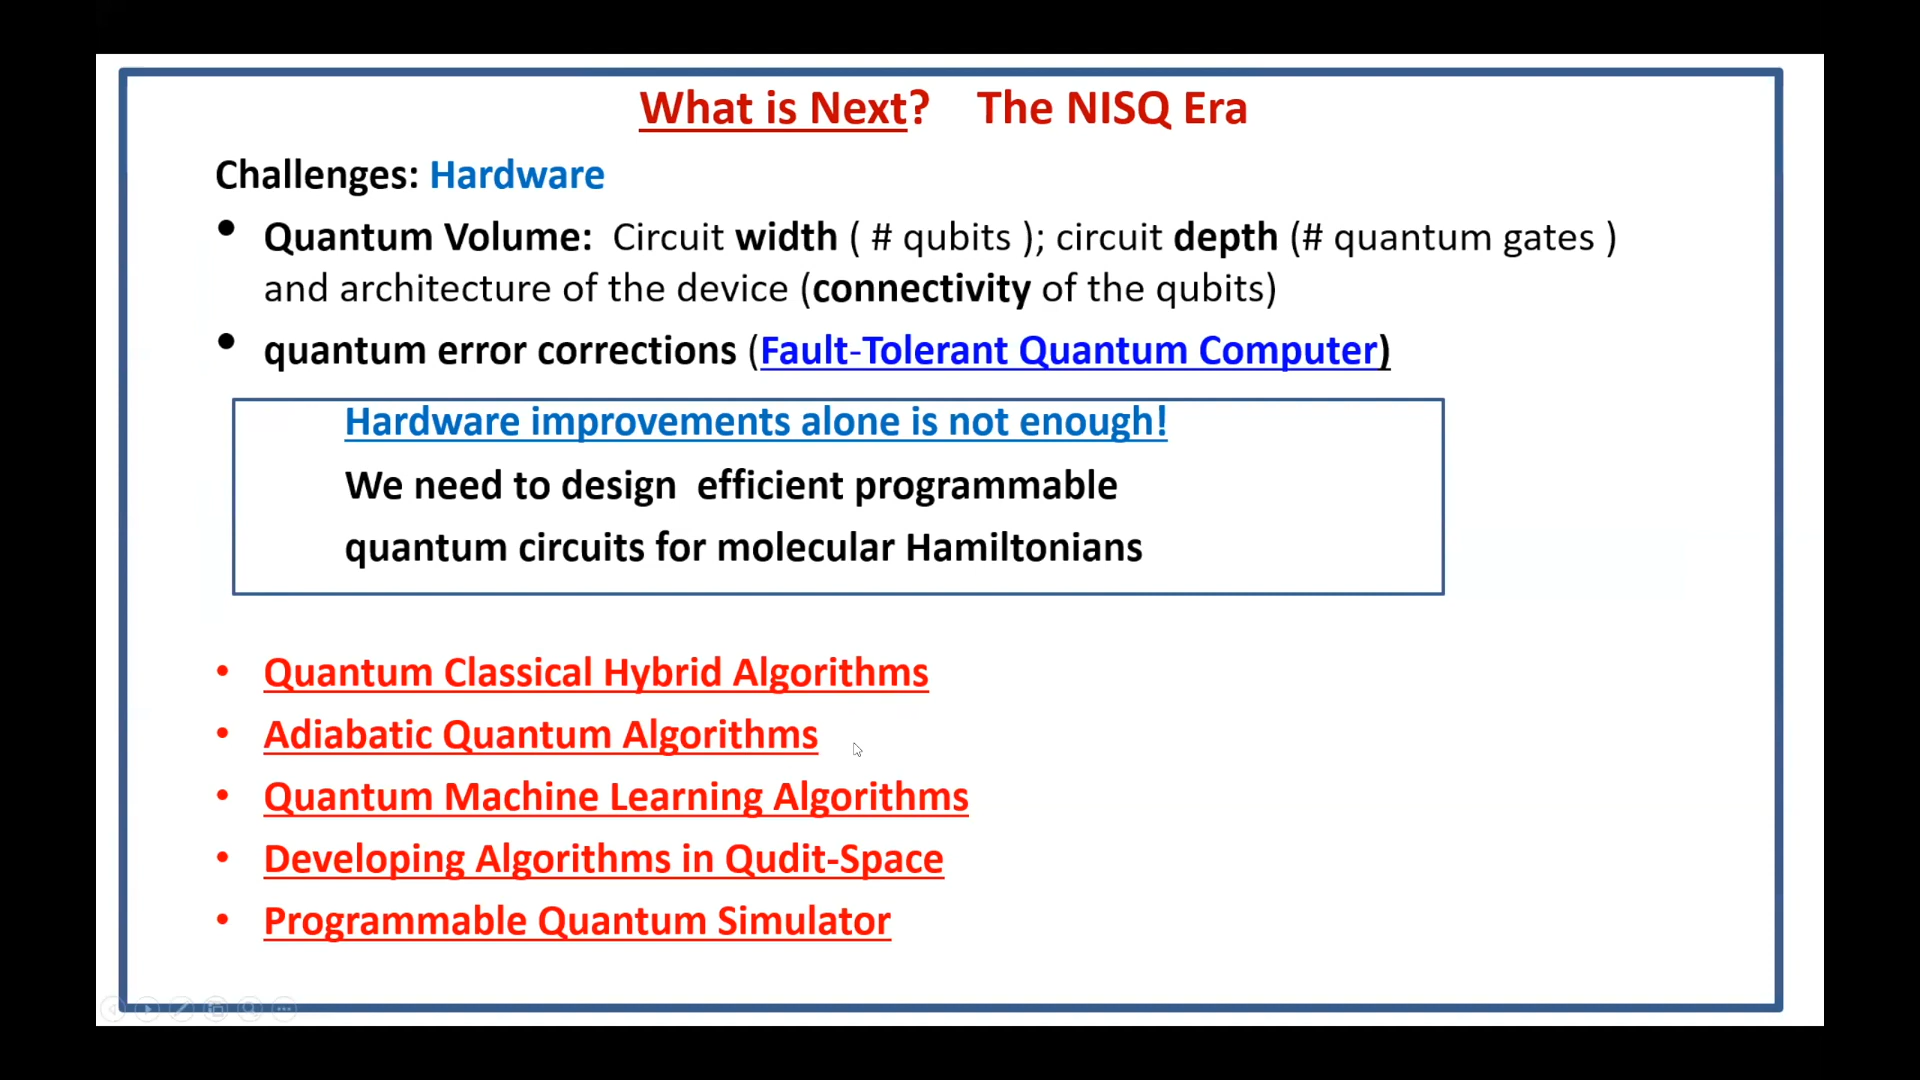 What is Next? The NISQ Era
Challenges: Hardware
• Quantum Volume: Circuit width ( # qubits ); circuit depth (# quantum gates )
and architecture of the device (connectivity of the qubits)
• quantum error corrections (Fault-Tolerant Quantum Computer)
Hardware improvements alone is not enough!
We need to design efficient programmable
quantum circuits for molecular Hamiltonians
• Quantum Classical Hybrid Algorithms
• Adiabatic Quantum Algorithms
• Quantum Machine Learning Algorithms
• Developing Algorithms in Qudit-Space
• Programmable Quantum Simulator